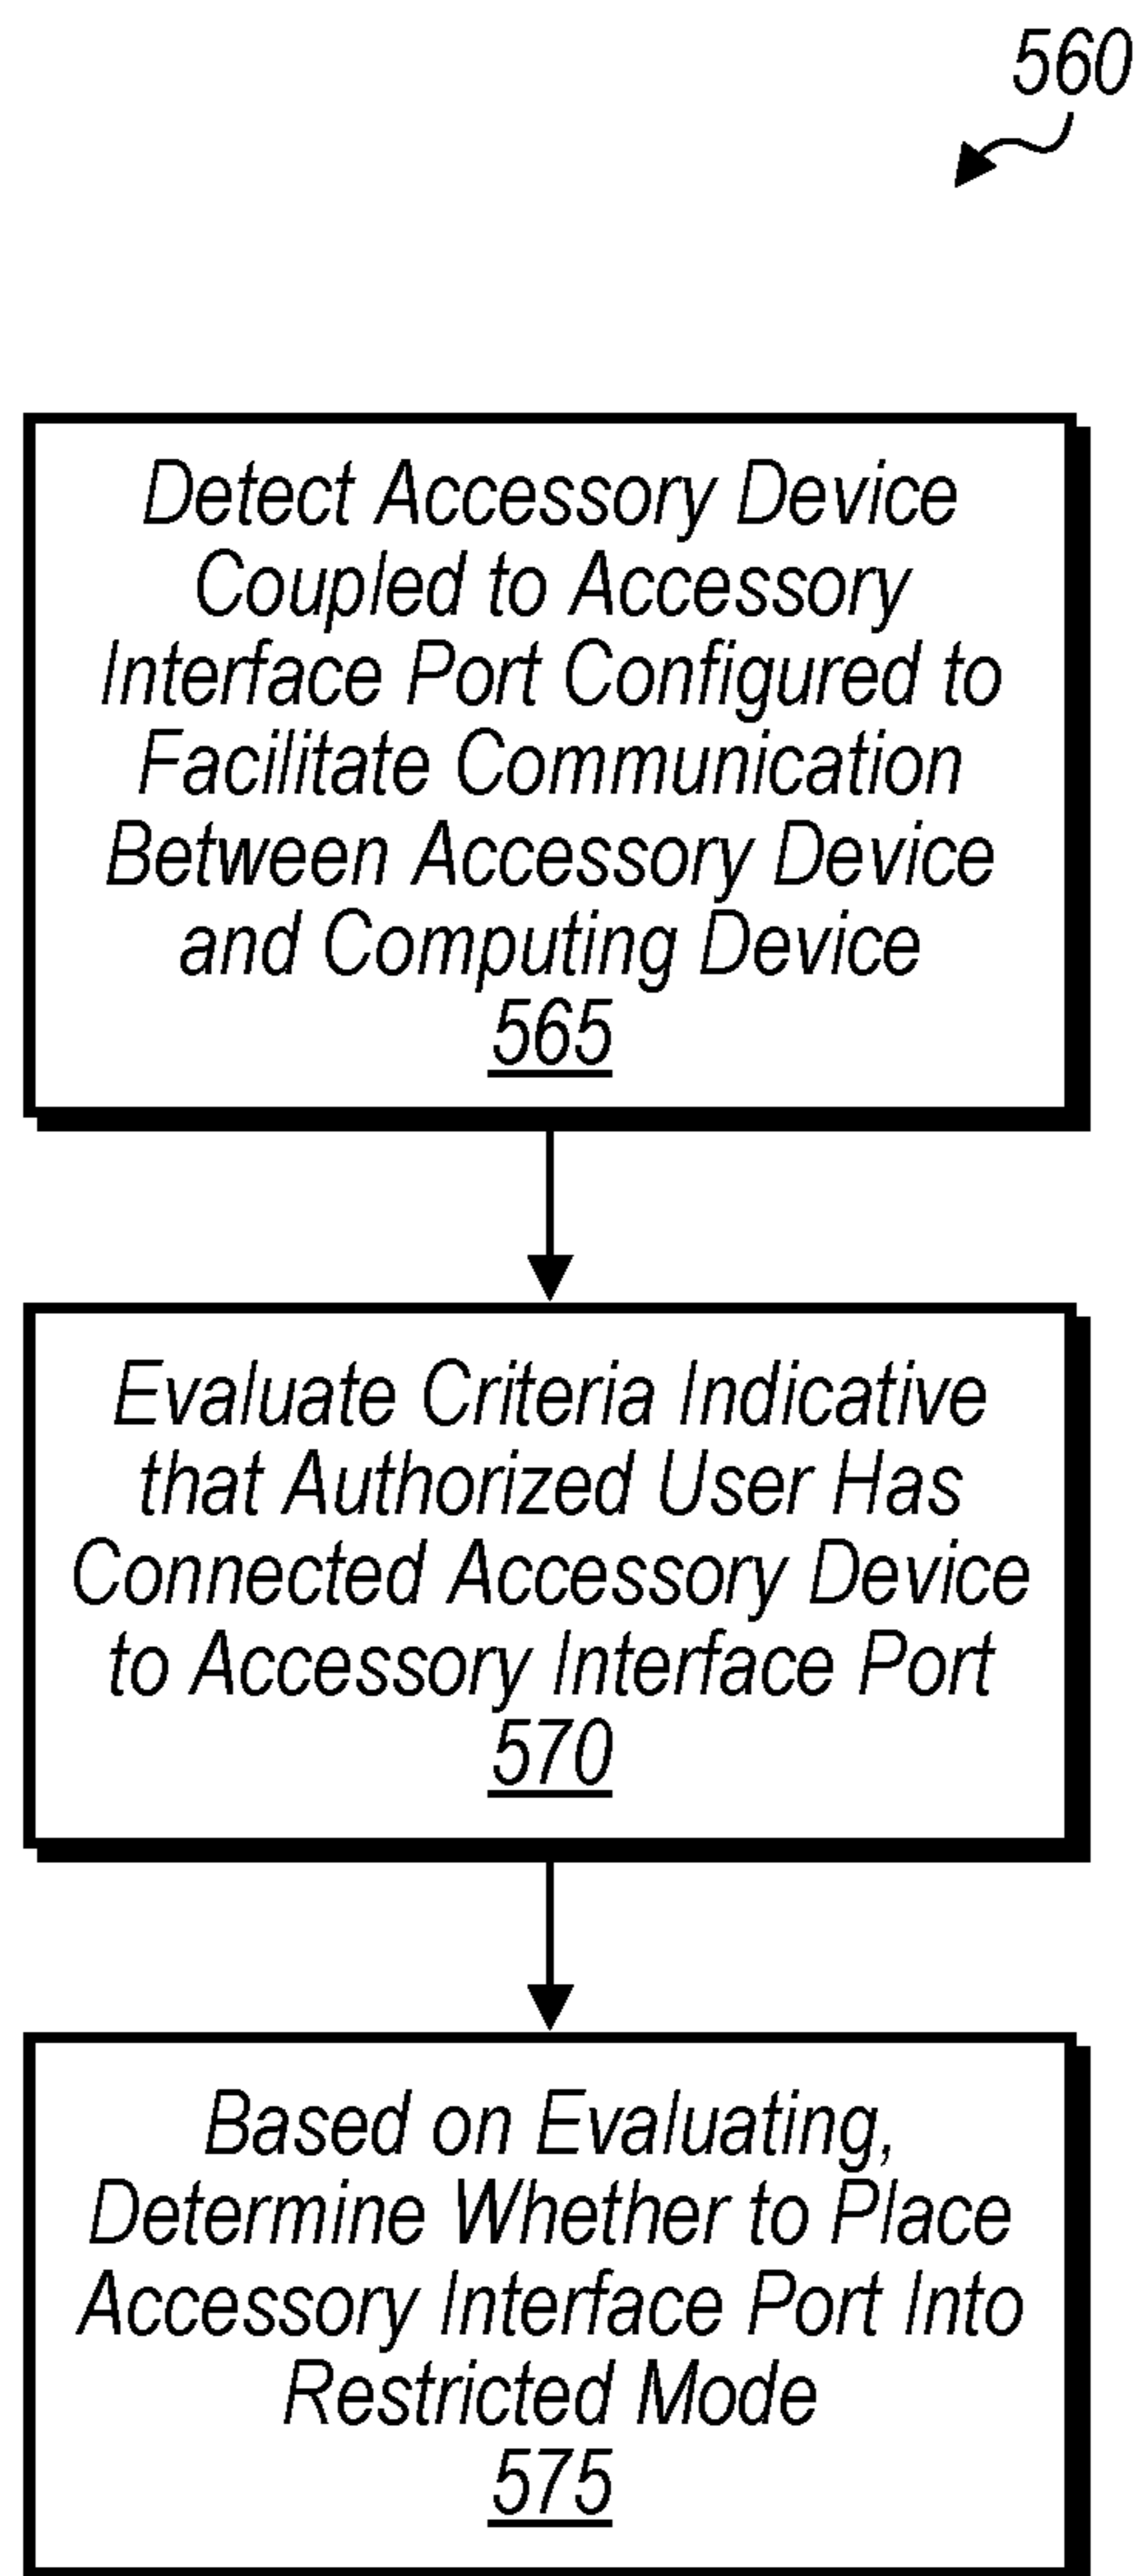 560
Detect Accessory Device
Coupled to Accessory
Interface Port Configured to
Facilitate Communication
Between Accessory Device
and Computing Device
565
Evaluate Criteria Indicative
that Authorized User Has
Connected Accessory Device
to Accessory Interface Port
570
Based on Evaluating,
Determine Whether to Place
Accessory Interface Port Into
Restricted Mode
575